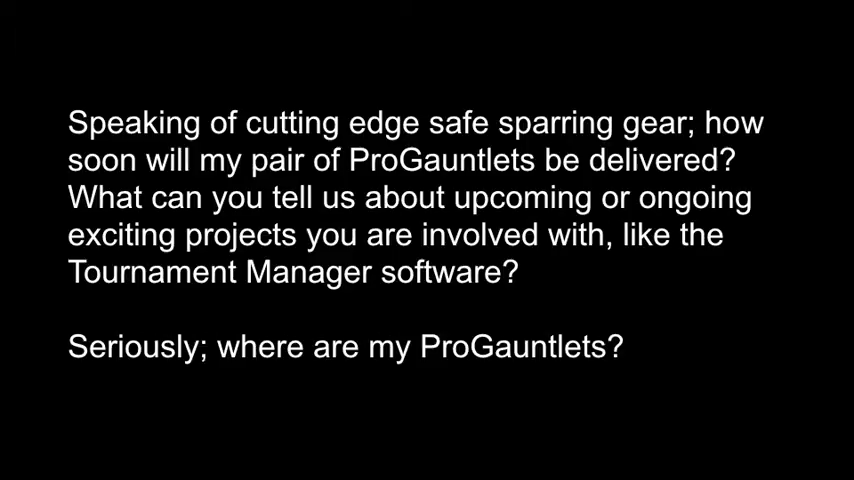 Speaking of cutting edge safe sparring gear; how
soon will my pair of ProGauntlets be delivered?
What can you tell us about upcoming or ongoing
exciting projects you are involved with, like the
Tournament Manager software?
Seriously; where are my ProGauntlets?